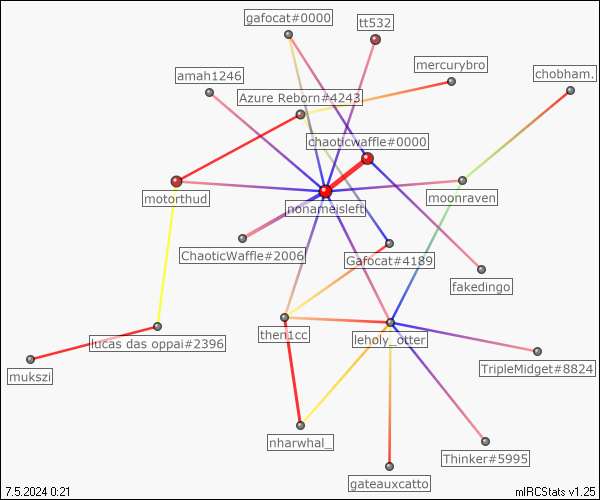 gafocat#0000
tt532
mercurybro
amah1246
chobham.
Azure Reborn#4243
chaoticwaffle#0000
motorthud
nonameisleft
moonraven
ChaoticWaffle#2006
Gafocat#4189
fakedingo
then1cc
leholy_otter
lucas das oppai#2396
mukszi
TripleMidget#8824
nharwhal_
Thinker#5995
gateauxcatto
7.5.2024 0:21
mIRCStats v1.25